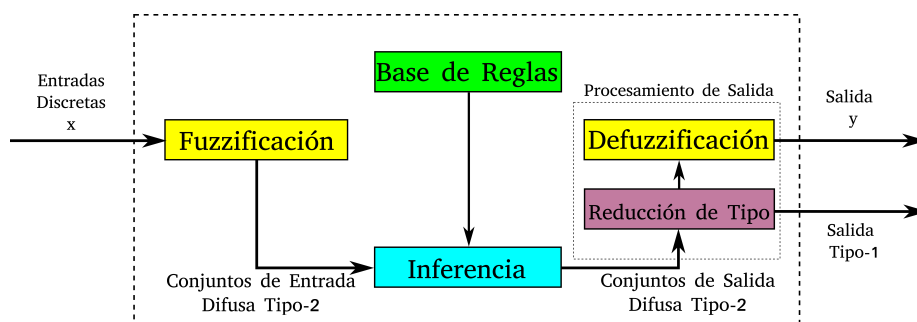 Entradas
Discretas
x
Fuzzificación
Base de Reglas
Procesamiento de Salida
Defuzzificación
Reducción de Tipo
Salida
y
Salida
Tipo-1
Inferencia
Conjuntos de Entrada
Difusa Tipo-2
Conjuntos de Salida
Difusa Tipo-2